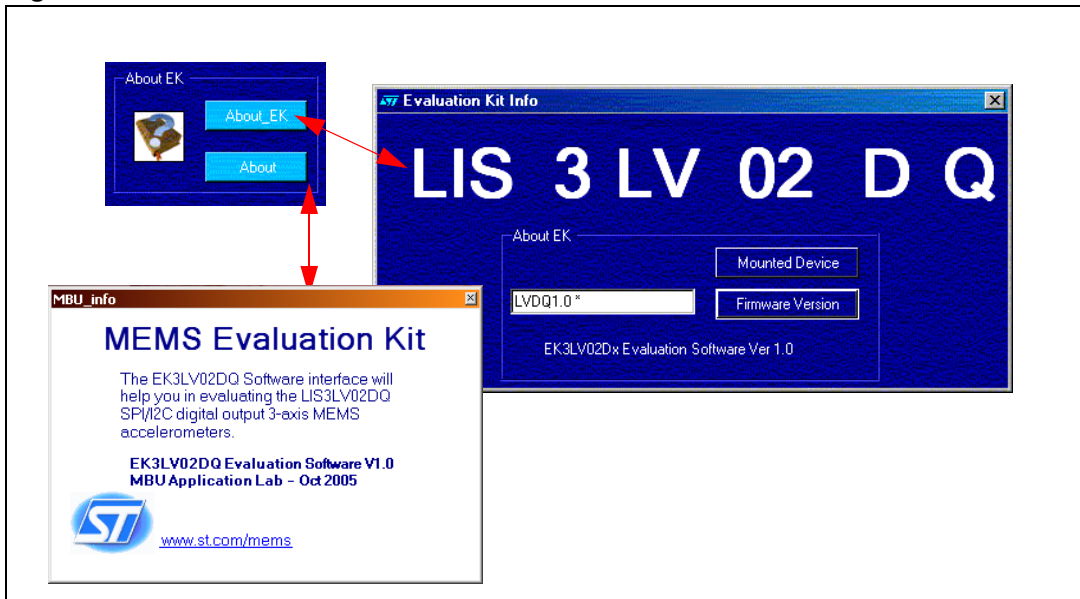 About EK
About_EK
About
Evaluation Kit Info
LIS 3 LV 02 D Q
About EK
Mounted Device
LVDQ1.0 *
Firmware Version
EK3LV02Dx Evaluation Software Ver 1.0
MBU_info
MEMS Evaluation Kit
The EK3LV02DQ Software interface will
help you in evaluating the LIS3LV02DQ
SPI/I2C digital output 3-axis MEMS
accelerometers.
EK3LV02DQ Evaluation Software V1.0
MBU Application Lab - Oct 2005
ST
www.st.com/mems